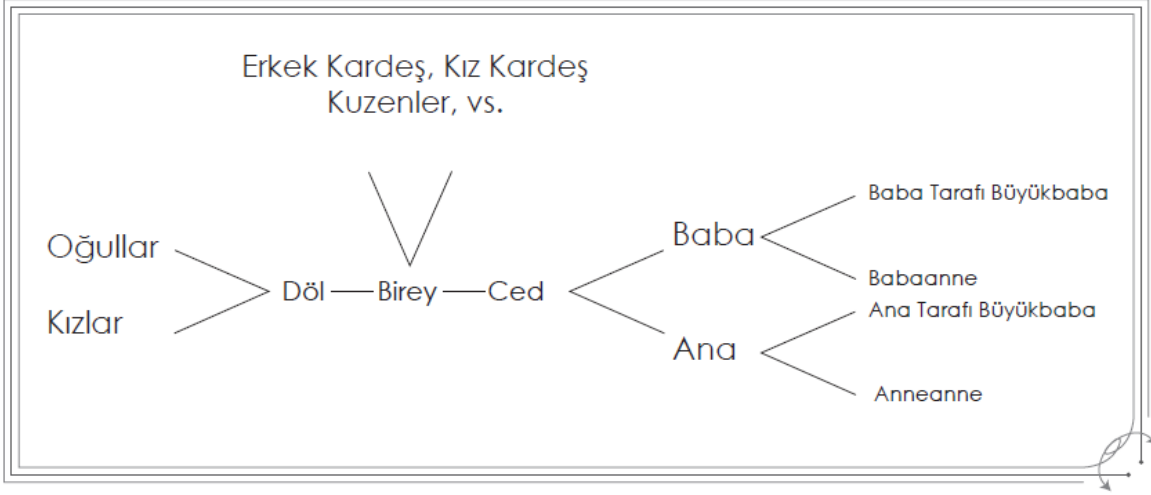 Erkek Kardeş, Kız Kardeş
Kuzenler, vs.
Baba Tarafı Büyükbaba
Baba
Oğullar
Babaanne
Döl
Birey
Ced
Ana Tarafı Büyükbaba
Kızlar
Ana
Anneanne